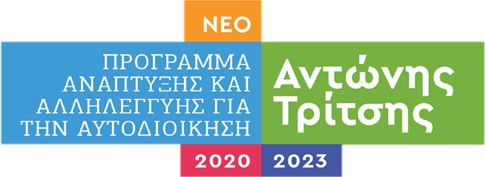 ΝΕΟ
ΠΡΟΓΡΑΜΜΑ
ΑΝΑΠΤΥΞΗΣ ΚΑΙ
ΑΛΛΗΛΕΓΓΥΗΣ ΓΙΑ
ΤΗΝ ΑΥΤΟΔΙΟΙΚΗΣΗ
Αντώνης
Τρίτσης
2020 2023